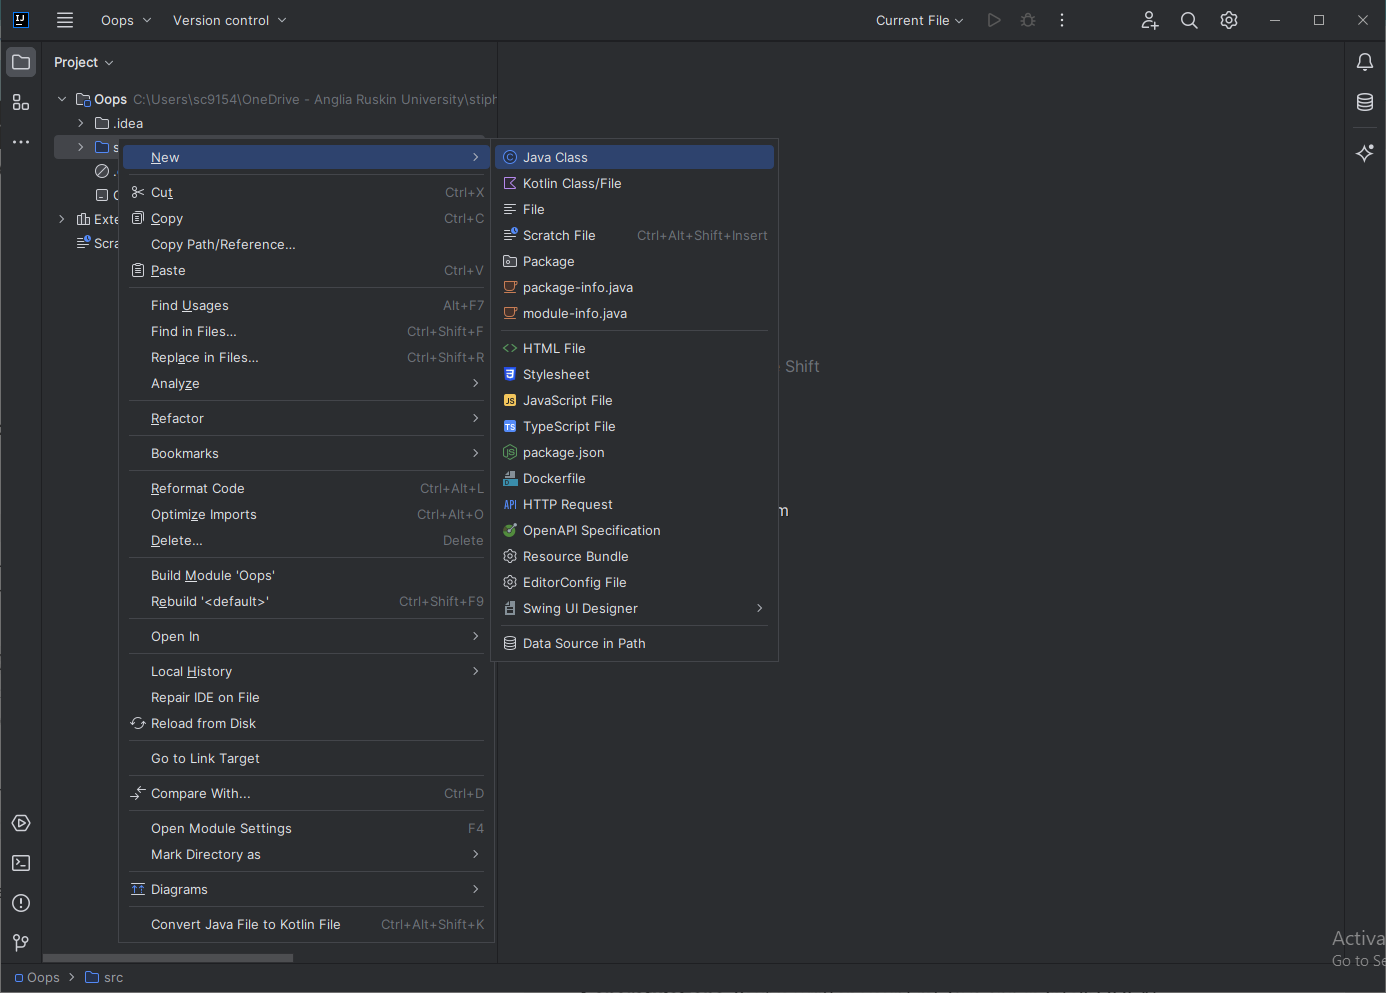 Oops
Version control
Current File
Project
Oops C:\Users\sc9154\OneDrive - Anglia Ruskin University\stiph
.idea
s
Exte
Scra
New
Cut Ctrl+X
Copy Ctrl+C
Copy Path/Reference...
Paste Ctrl+V
Find Usages Alt+F7
Find in Files... Ctrl+Shift+F
Replace in Files... Ctrl+Shift+R
Analyze
Refactor
Bookmarks
Reformat Code Ctrl+Alt+L
Optimize Imports Ctrl+Alt+O
Delete... Delete
Build Module 'Oops'
Rebuild '<default>' Ctrl+Shift+F9
Open In
Local History
Repair IDE on File
Reload from Disk
Go to Link Target
Compare With... Ctrl+D
Open Module Settings F4
Mark Directory as
Diagrams
Convert Java File to Kotlin File Ctrl+Alt+Shift+K
Java Class
Kotlin Class/File
File
Scratch File Ctrl+Alt+Shift+Insert
Package
package-info.java
module-info.java
HTML File
Stylesheet
JavaScript File
TypeScript File
package.json
Dockerfile
API HTTP Request
OpenAPI Specification
Resource Bundle
EditorConfig File
Swing UI Designer
Data Source in Path
Shift
m
Activa
Go to Se
Oops > src